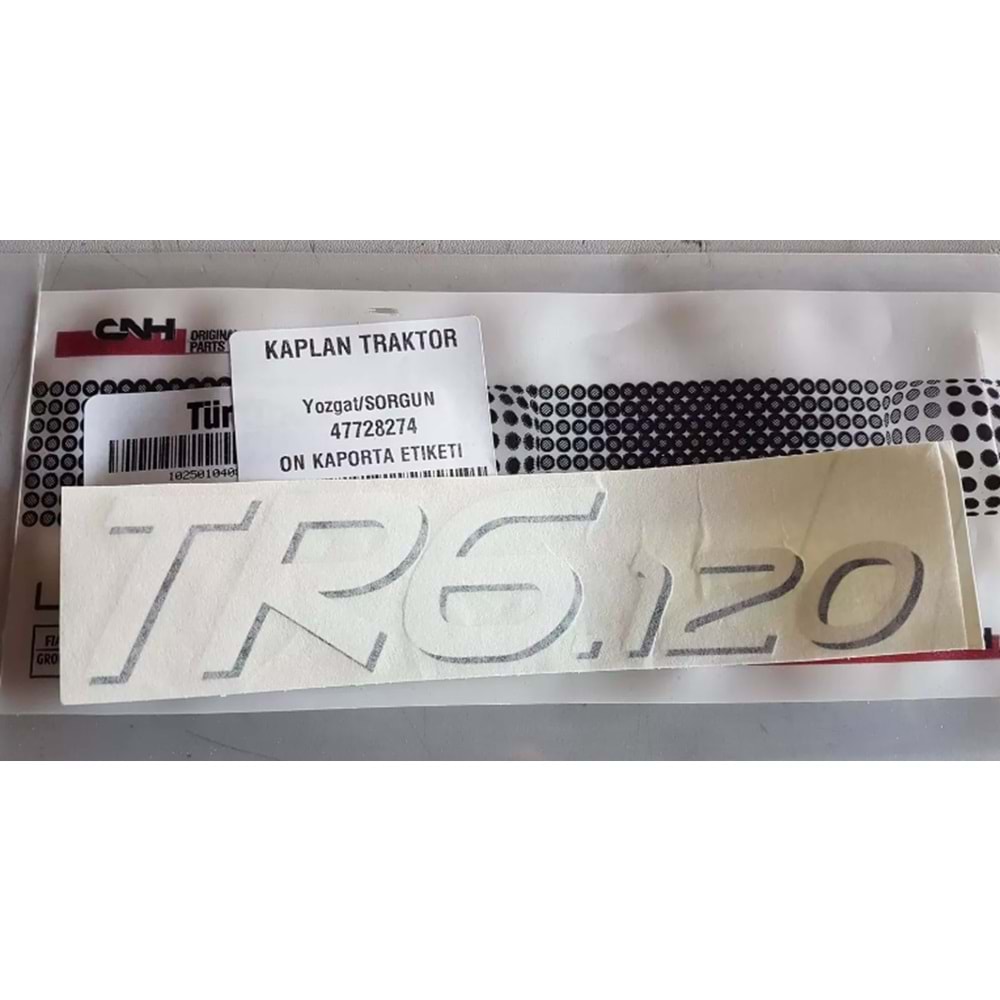 CNH
ORIGINAL
PARTS
KAPLAN TRAKTOR
Yozgat/SORGUN
47728274
ON KAPORTA ETIKETI
TR6.120